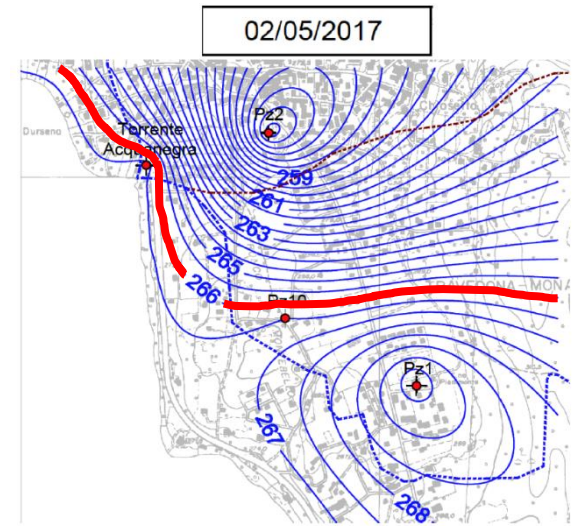 02/05/2017
Pz2
Durseno
Torrente
Acquanegra
259
261
263
265
266
Pz10
TRAVEDONA-MONA
Pz1
267
268